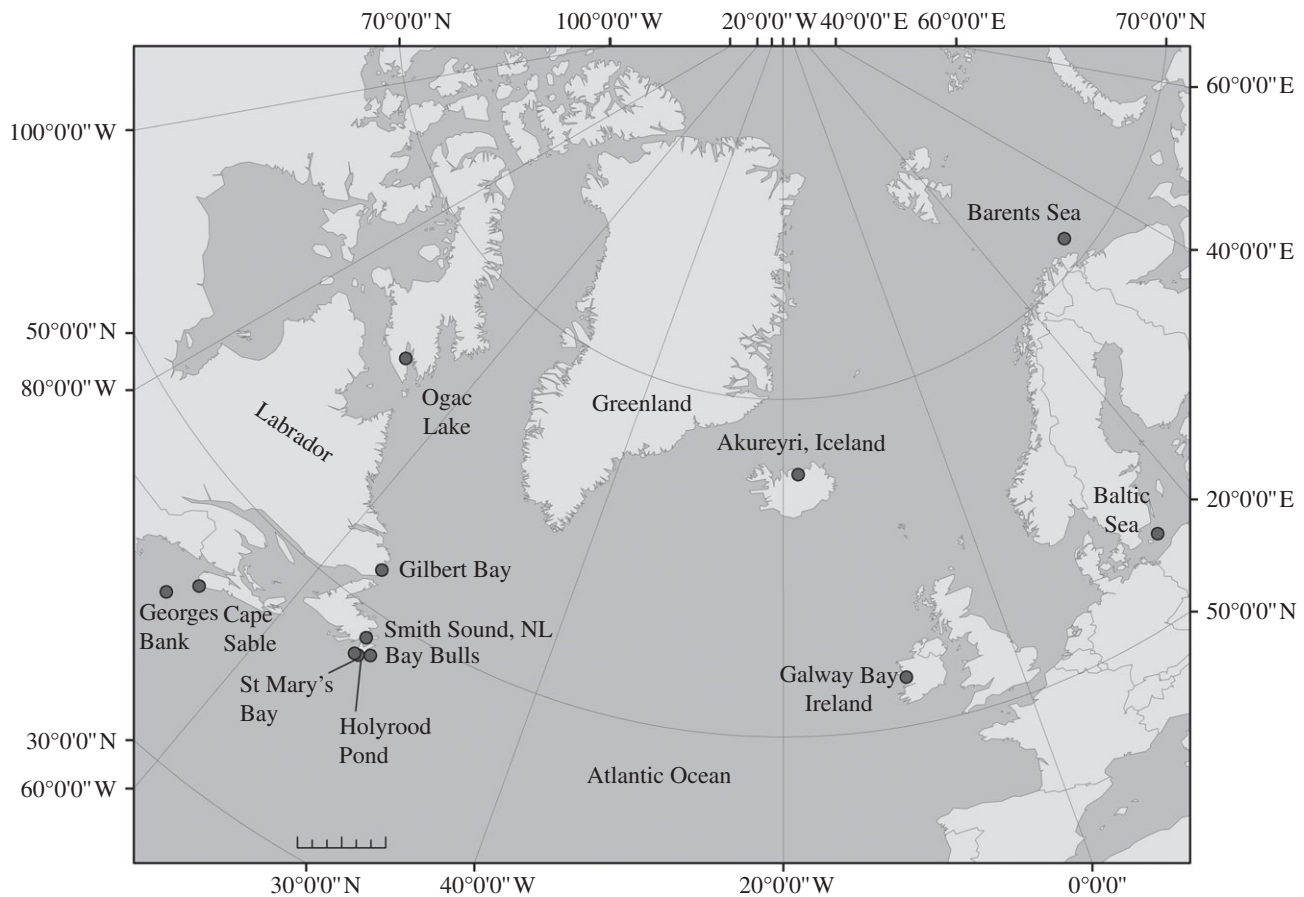 70°0'0"N
100°0'0"W
20°0'0"W
40°0'0"E
60°0'0"E
70°0'0"N
60°0'0"E
100°0'0"W
Barents Sea
40°0'0"E
50°0'0"N
80°0'0"W
Ogac
Lake
Greenland
Labrador
Akureyri, Iceland
Baltic
Sea
20°0'0"E
Gilbert Bay
Georges
Bank
Cape
Sable
50°0'0"N
Smith Sound, NL
Bay Bulls
St Mary’s
Bay
Galway Bay
Ireland
Holyrood
Pond
30°0'0"N
60°0'0"W
Atlantic Ocean
30°0'0"N
40°0'0"W
20°0'0"W
0°0'0"